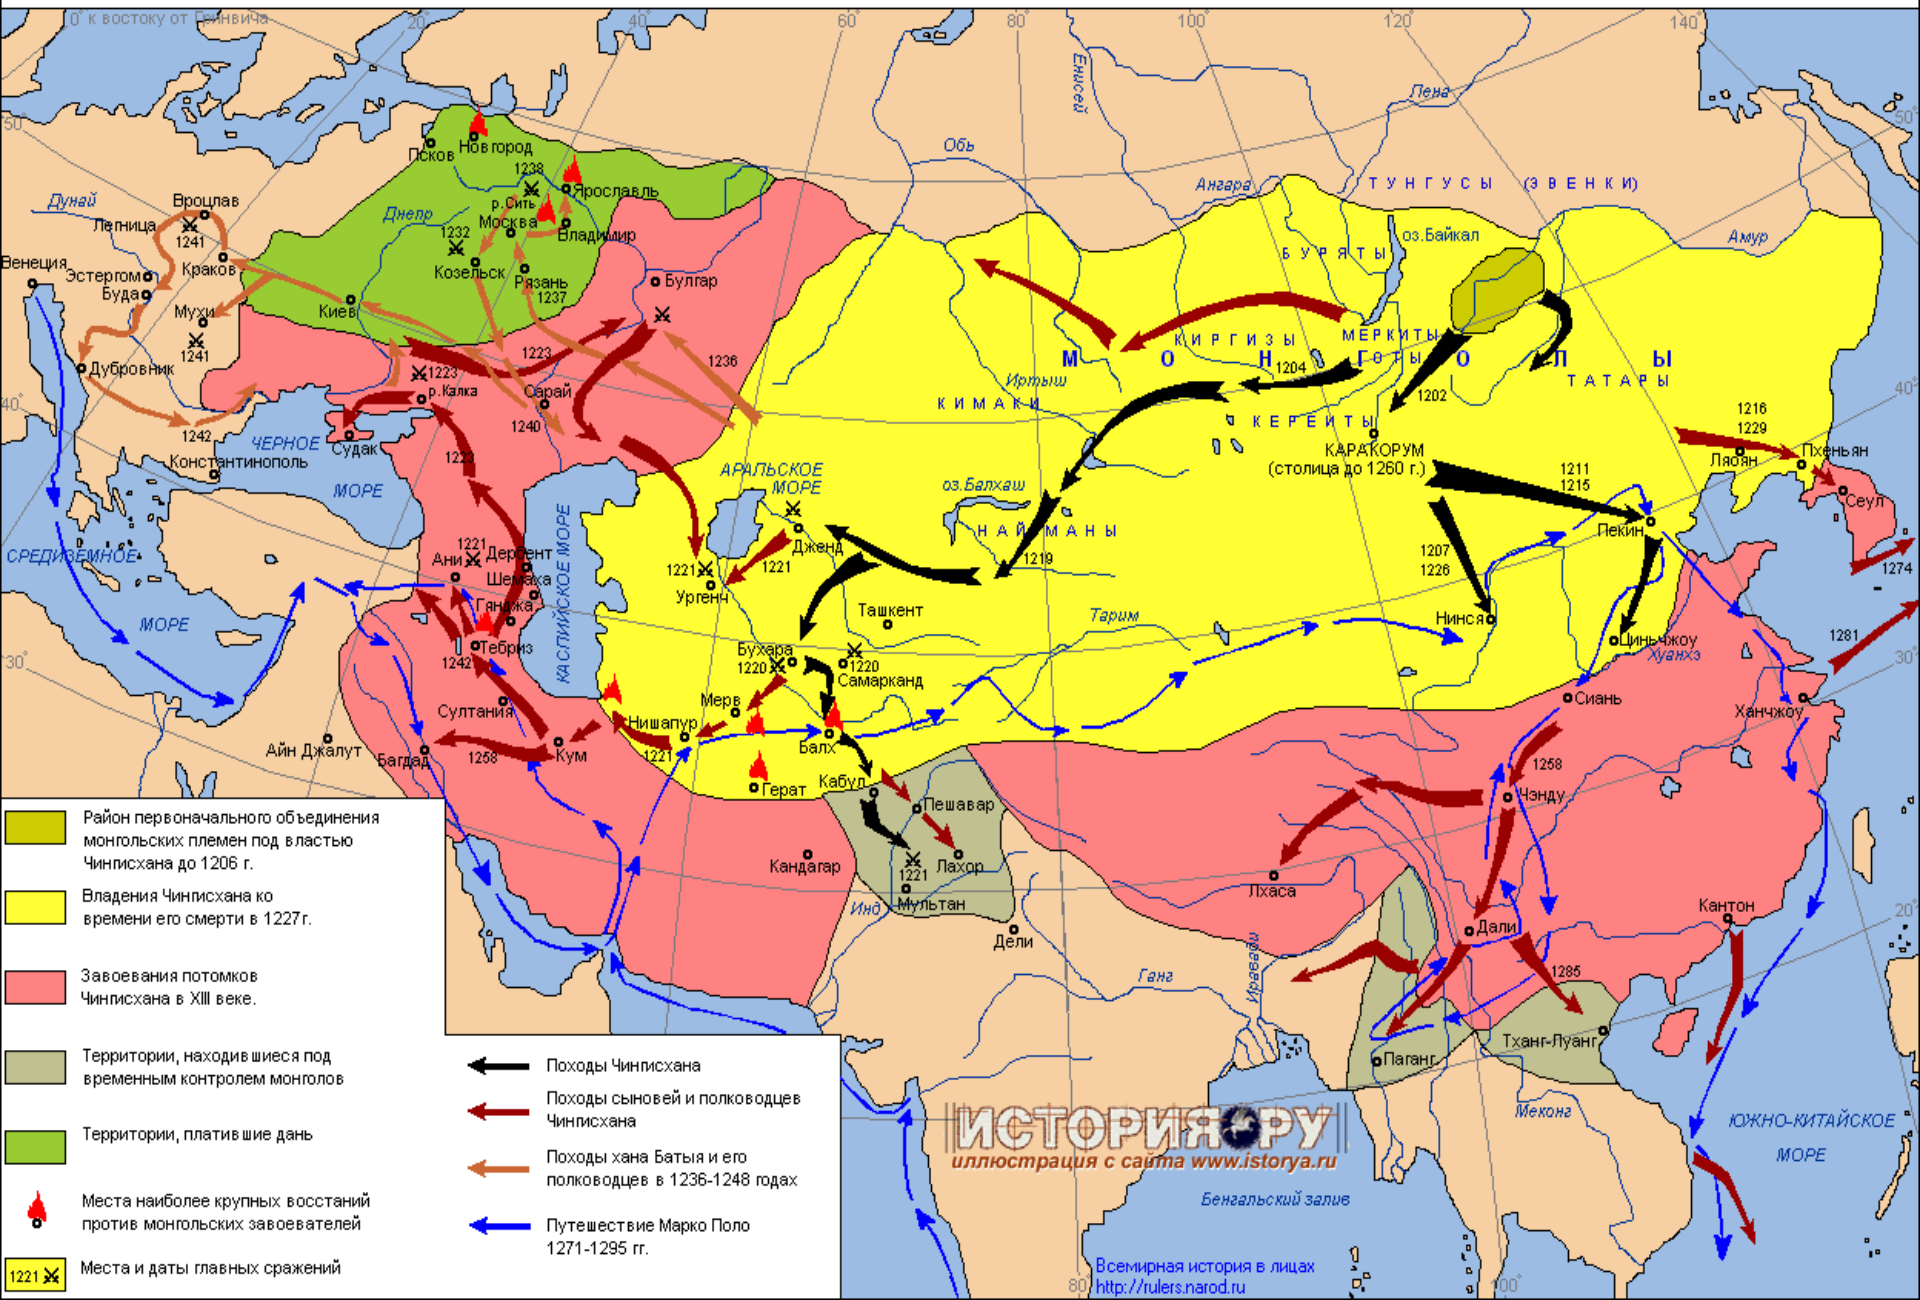 0° к востоку от Гринвича
20°
40°
60°
80°
100°
120°
140°
50°
50°
40°
40°
30°
30°
20°
80°
100°
Енисей
Лена
Обь
Ангара
ТУНГУСЫ (ЭВЕНКИ)
Амур
оз.Байкал
БУРЯТЫ
Псков
Новгород
1238
р.Сить
Ярославль
Москва
Владимир
Днепр
1232
Козельск
Рязань
1237
Булгар
Киев
Дунай
Вроцлав
Легница
1241
Краков
Венеция
Эстергом
Буда
Мухи
1241
Дубровник
1242
1223
1223
р.Калка
Сарай
1240
1236
Судак
ЧЕРНОЕ
МОРЕ
Константинополь
1223
КИРГИЗЫ
МЕРКИТЫ
ГОТЫ
МОНГОЛЫ
1204
1202
ТАТАРЫ
Иртыш
КИМАКИ
КЕРЕИТЫ
КАРАКОРУМ
(столица до 1260 г.)
1216
1229
Ляоян
Пхеньян
Сеул
1211
1215
Пекин
1274
1281
АРАЛЬСКОЕ
МОРЕ
оз.Балхаш
НАЙМАНЫ
1219
Дженд
1221
1221
Ургенч
1207
1226
Нинся
Циньчжоу
Хуанхэ
СРЕДИЗЕМНОЕ
МОРЕ
Ани
1221
Дербент
Шемаха
Гянджа
Тебриз
1242
КАСПИЙСКОЕ МОРЕ
Ташкент
Тарим
Бухара
1220
1220
Самарканд
Мерв
Нишапур
1221
Балх
Султания
Кум
1258
Багдад
Айн Джалут
Герат
Кабул
Пешавар
Лахор
1221
Мультан
Кандагар
Инд
Дели
Ганг
Сиань
Ханчжоу
1258
Чэнду
Лхаса
Дали
Кантон
1285
Иравади
Паганг
Тханг-Луанг
Меконг
ЮЖНО-КИТАЙСКОЕ
МОРЕ
Бенгальский залив
Район первоначального объединения
монгольских племен под властью
Чингисхана до 1206 г.
Владения Чингисхана ко
времени его смерти в 1227г.
Завоевания потомков
Чингисхана в XIII веке.
Территории, находившиеся под
временным контролем монголов
Территории, платившие дань
Места наиболее крупных восстаний
против монгольских завоевателей
1221
Места и даты главных сражений
Походы Чингисхана
Походы сыновей и полководцев
Чингисхана
Походы хана Батыя и его
полководцев в 1236-1248 годах
Путешествие Марко Поло
1271-1295 гг.
ИСТОРИЯ РУ
иллюстрация с сайта www.istorya.ru
Всемирная история в лицах
http://rulers.narod.ru